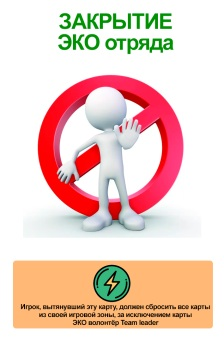 ЗАКРЫТИЕ
ЭКО отряда
Игрок, вытянувший эту карту, должен сбросить все карты
из своей игровой зоны, за исключением карты
ЭКО волонтёр Team leader